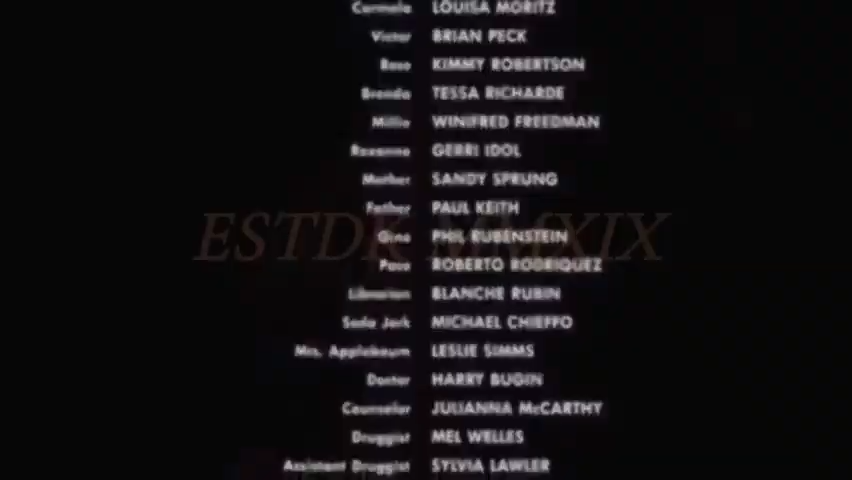 Carmela LOUISA MORITZ
Victor BRIAN PECK
Rose KIMMY ROBERTSON
Brenda TESSA RICHARDE
Millie WINIFRED FREEDMAN
Roxanne GERRI IDOL
Mother SANDY SPRUNG
Father PAUL KEITH
ESTDK MMXIX
Gino PHIL RUBENSTEIN
Paco ROBERTO RODRIQUEZ
Librarian BLANCHE RUBIN
Soda Jerk MICHAEL CHIEFFO
Mrs. Applebaum LESLIE SIMMS
Doctor HARRY BUGIN
Counselor JULIANNA McCARTHY
Druggist MEL WELLES
Assistant Druggist SYLVIA LAWLER